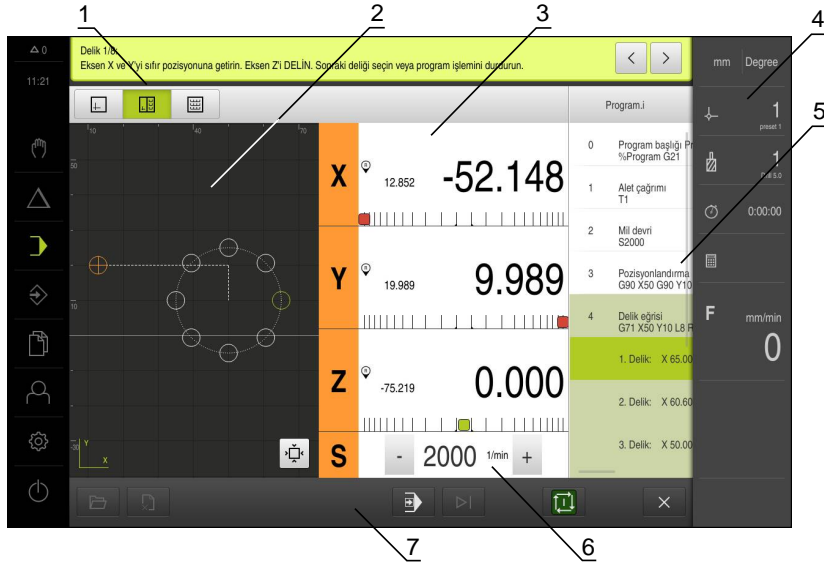 1
2
3
4
5
6
7
0
11:21
Delik 1/8:
Eksen X ve Y'yi sıfır pozisyonuna getirin. Eksen Z'i DELİN. Sopraki deliği seçin veya program işlemini durdurun.
mm Degree
1
preset 1
1
0:00:00
F mm/min
0
10 40 70
50
10
-30
Y
X
X 12.852 -52.148
Y 19.989 9.989
Z -75.219 0.000
S - 2000 1/min +
Program.i
0 Program başlığı Pr
%Program G21
1 Alet çağrımı
T1
2 Mil devri
S2000
3 Pozisyonlandırma
G90 X50 G90 Y10
4 Delik eğrisi
G71 X50 Y10 L8 R
1. Delik: X 65.00
2. Delik: X 60.60
3. Delik: X 50.00